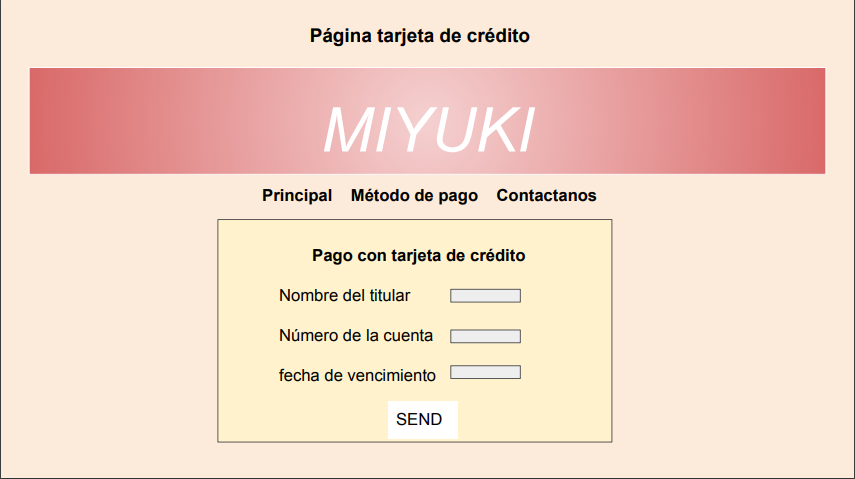 Página tarjeta de crédito
MIYUKI
Principal Método de pago Contactanos
Pago con tarjeta de crédito
Nombre del titular
Número de la cuenta
fecha de vencimiento
SEND